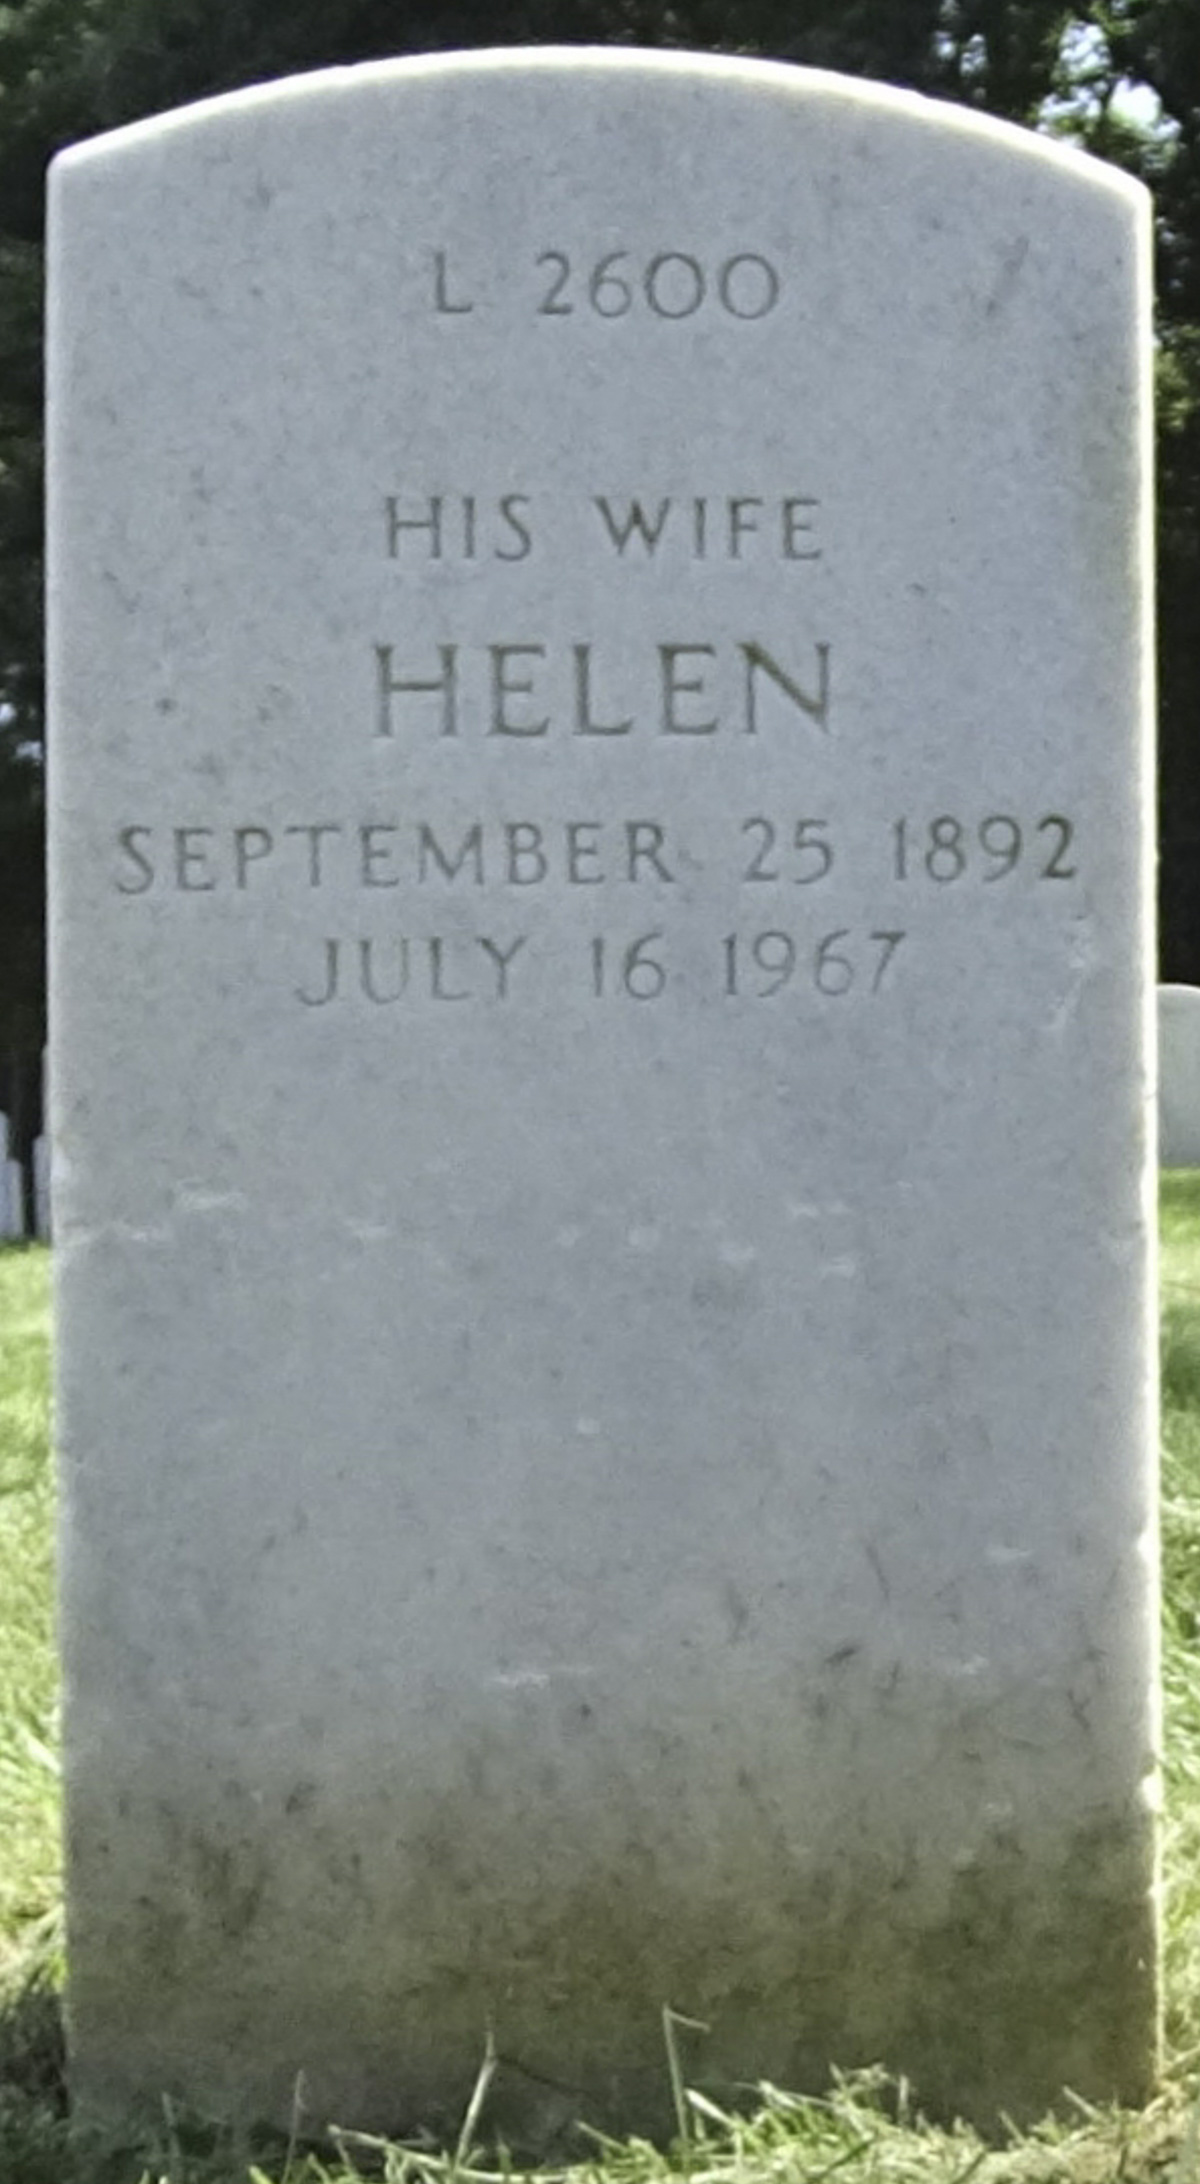 L 2600
HIS WIFE
HELEN
SEPTEMBER 25 1892
JULY 16 1967